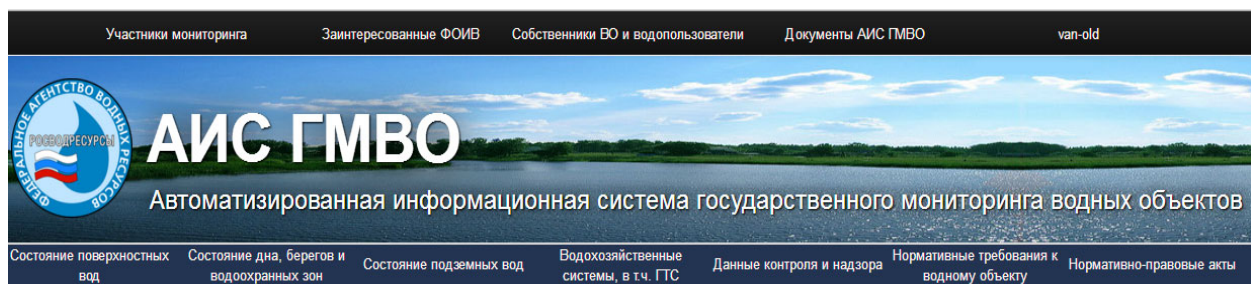 Участники мониторинга
Заинтересованные ФОИВ
Собственники ВО и водопользователи
Документы АИС ГМВО
van-old
ФЕДЕРАЛЬНОЕ АГЕНТСТВО ВОДНЫХ РЕСУРСОВ
РОСВОДРЕСУРСЫ
АИС ГМВО
Автоматизированная информационная система государственного мониторинга водных объектов
Состояние поверхностных
вод
Состояние дна, берегов и
водоохранных зон
Состояние подземных вод
Водохозяйственные
системы, в т.ч. ГТС
Данные контроля и надзора
Нормативные требования к
водному объекту
Нормативно-правовые акты